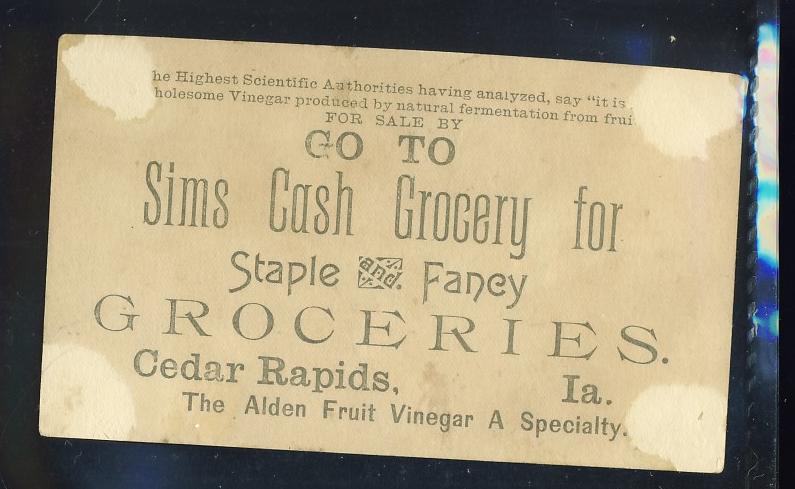 he Highest Scientific Authorities having analyzed, say "it is
holesome Vinegar produced by natural fermentation from frui
FOR SALE BY
GO TO
Sims Cash Grocery for
Staple and Fancy
GROCERIES.
Cedar Rapids, Ia.
The Alden Fruit Vinegar A Specialty.